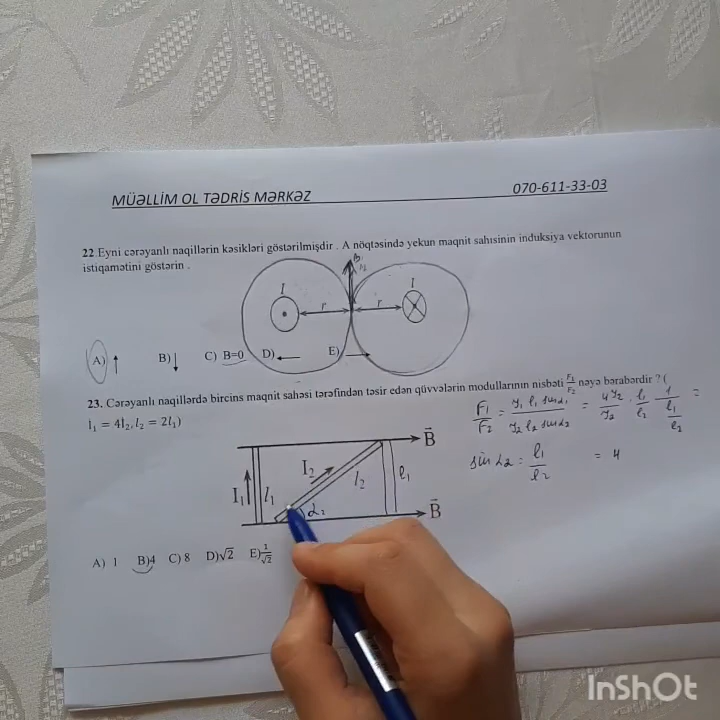 MÜƏLLİM OL TƏDRİS MƏRKƏZ 070-611-33-03
22 Eyni cərəyanlı naqillərin kəsikləri göstərilmişdir . A nöqtəsində yekun maqnit sahısinin induksiya vektorunun
istiqamətini göstərin .
I r r I
A) ↑ B) ↓ C) B=0 D) ← E) →
23. Cərəyanlı naqillərdə bircins maqnit sahəsi tərəfindən təsir edən qüvvələrin modullarının nisbəti F₁/F₂ nəyə bərabərdir ? (
I₁ = 4I₂, l₂ = 2l₁)
F₁/F₂ = I₁ l₁ sinα₁ / I₂ l₂ sinα₂ = 4I₂/I₂ · l₁/l₂ · 1/(l₁/l₂) =
sinα₂ = l₁/l₂ = 4
B⃗
I₁ l₁ I₂ l₂ ℓ₁
α₂
B⃗
A) 1 B)4 C) 8 D)√2 E)1/√2
InShOt